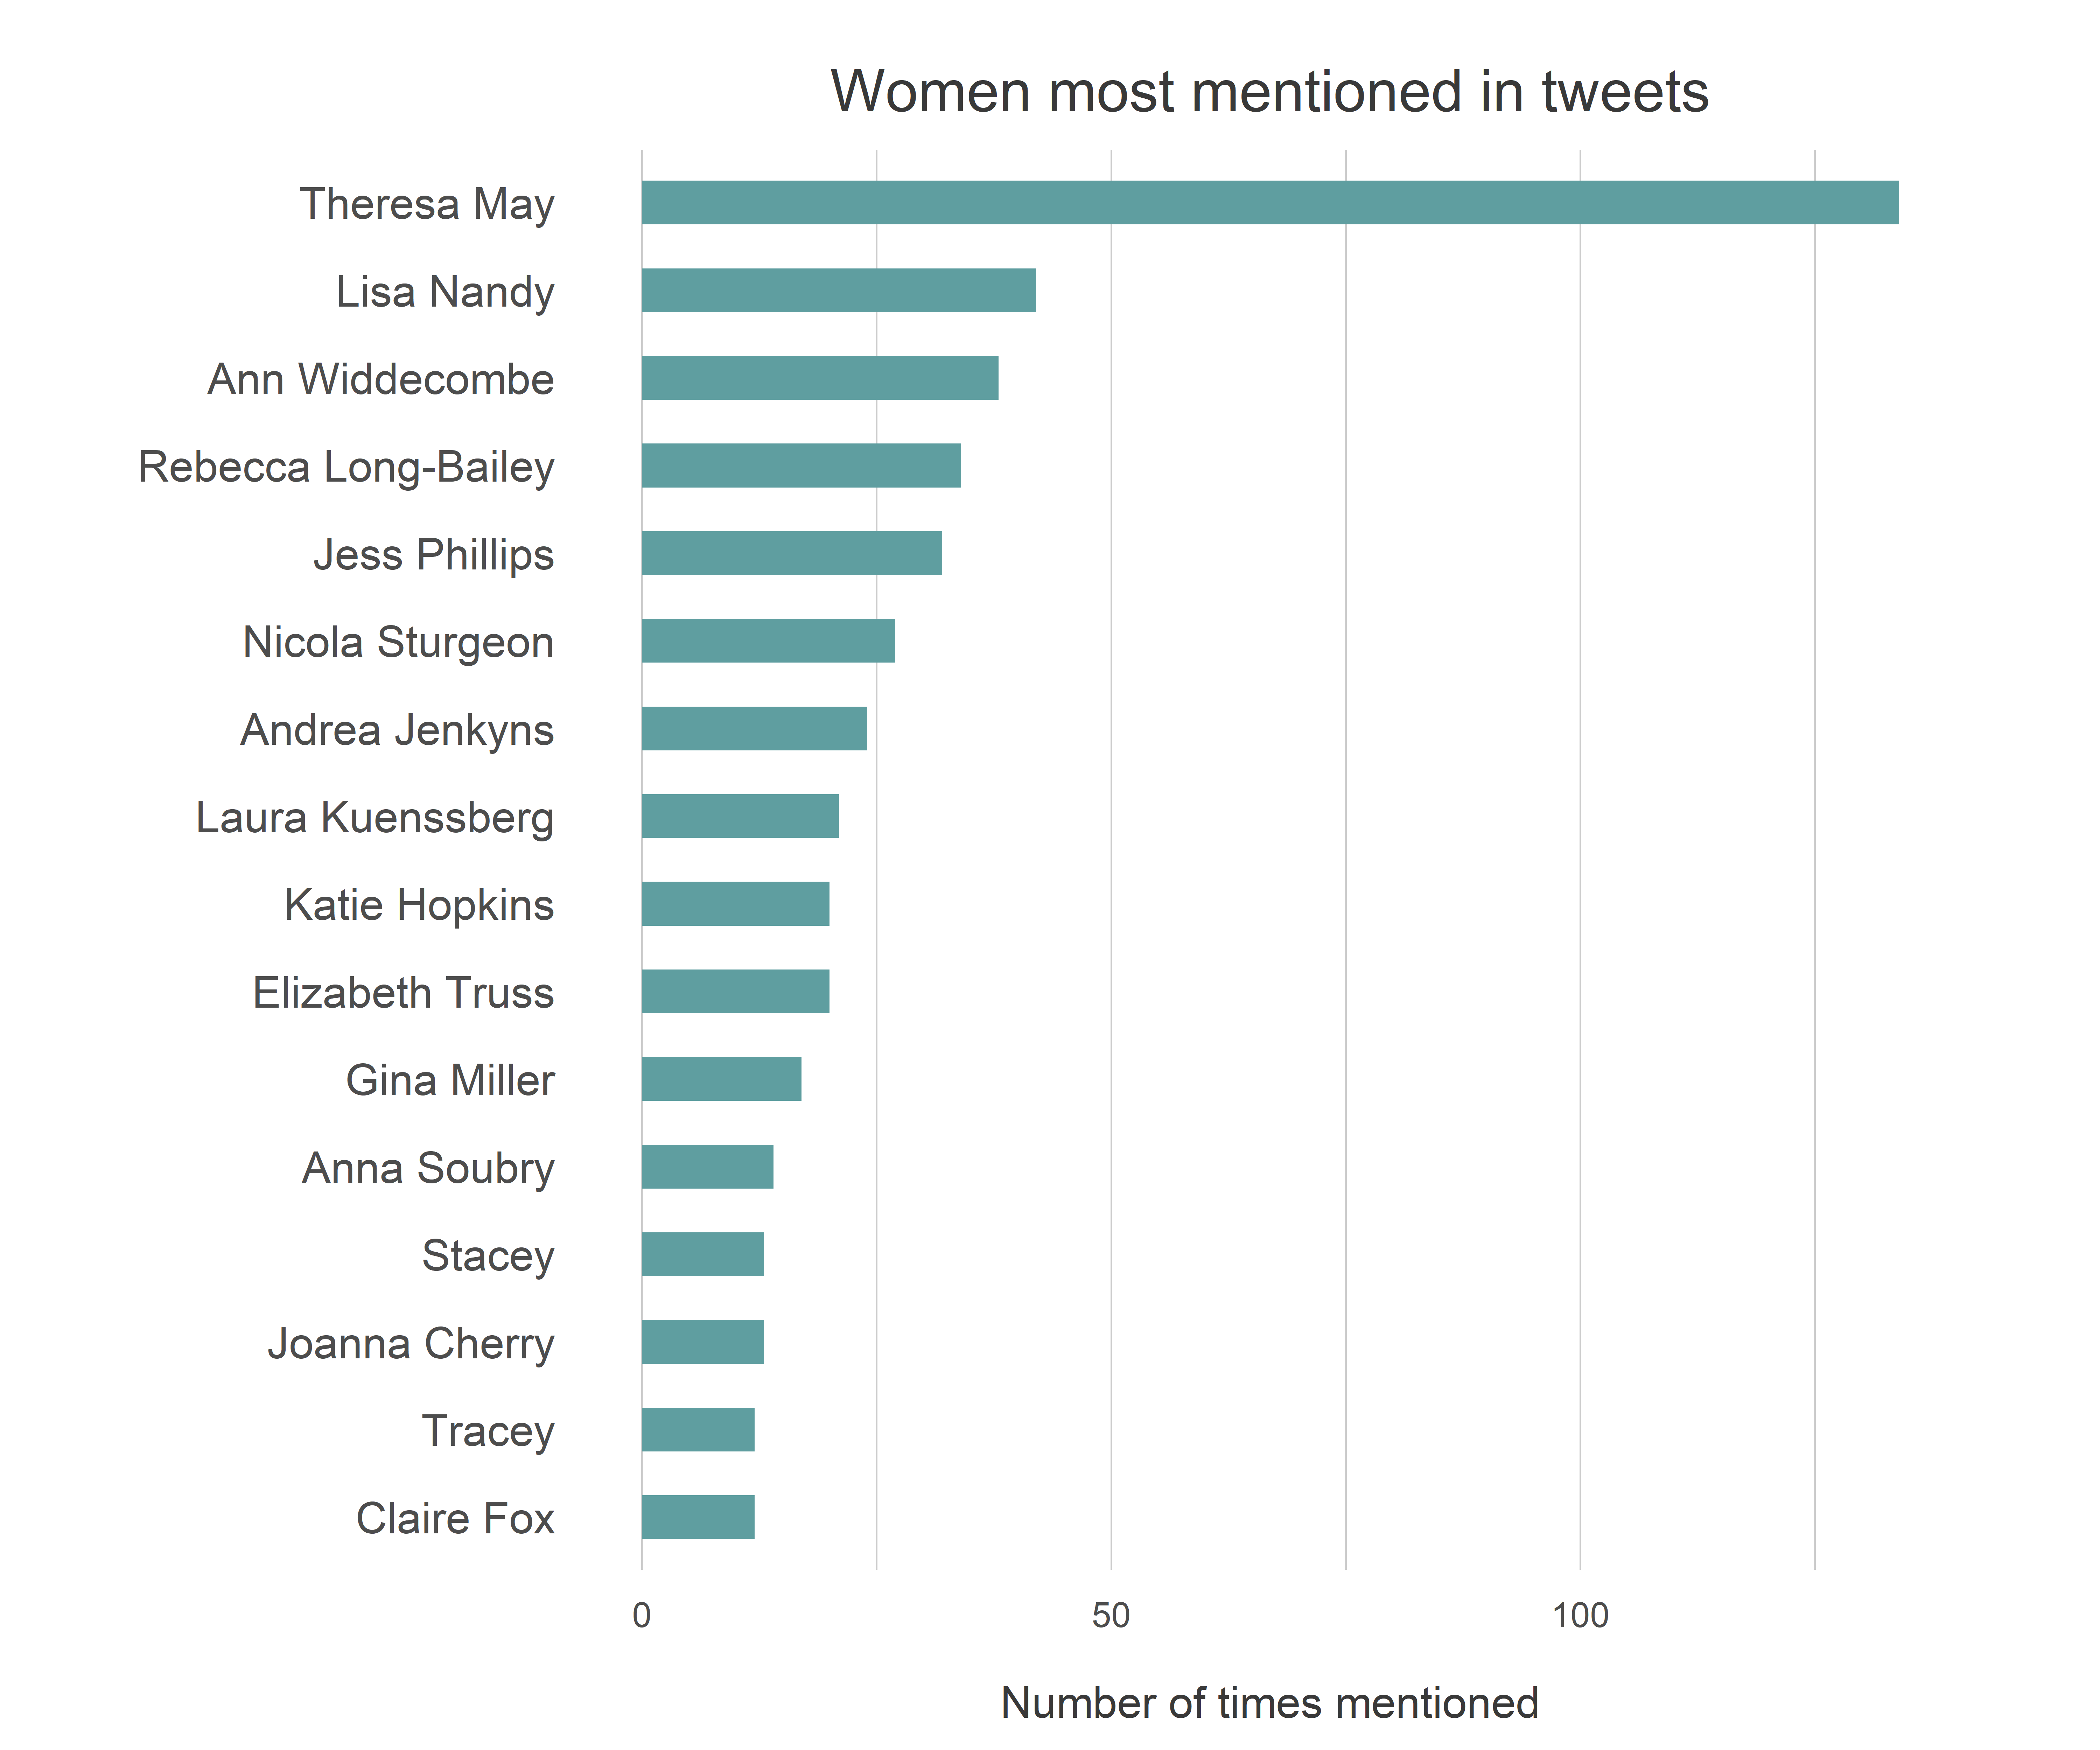 Women most mentioned in tweets
Theresa May
Lisa Nandy
Ann Widdecombe
Rebecca Long-Bailey
Jess Phillips
Nicola Sturgeon
Andrea Jenkyns
Laura Kuenssberg
Katie Hopkins
Elizabeth Truss
Gina Miller
Anna Soubry
Stacey
Joanna Cherry
Tracey
Claire Fox
0 50 100
Number of times mentioned